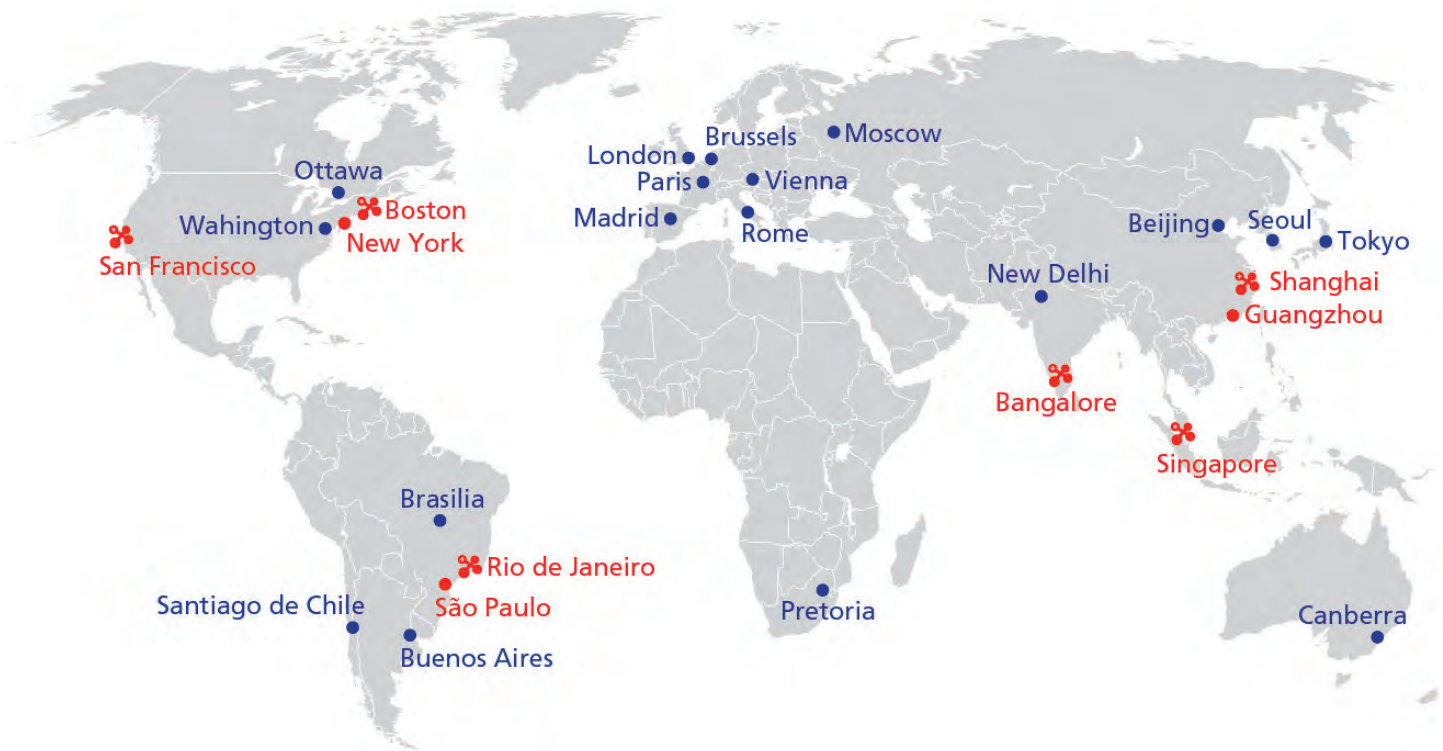 Moscow
Brussels
London
Paris
Vienna
Ottawa
Boston
Wahington
New York
Madrid
Rome
Beijing
Seoul
Tokyo
San Francisco
New Delhi
Shanghai
Guangzhou
Bangalore
Singapore
Brasilia
Rio de Janeiro
São Paulo
Santiago de Chile
Pretoria
Canberra
Buenos Aires